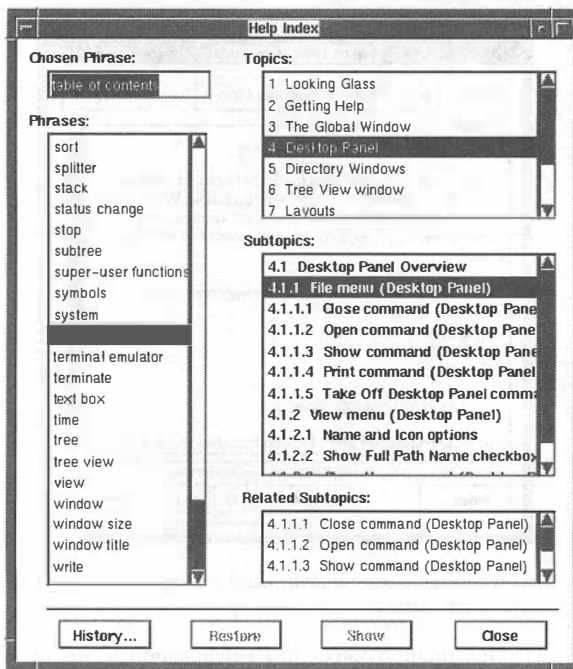 Help Index
Chosen Phrase:
table of contents
Phrases:
sort
splitter
stack
status change
stop
subtree
super-user functions
symbols
system
terminal emulator
terminate
text box
time
tree
tree view
view
window
window size
window title
write
Topics:
1 Looking Glass
2 Getting Help
3 The Global Window
4 Desktop Panel
5 Directory Windows
6 Tree View window
7 Layouts
Subtopics:
4.1 Desktop Panel Overview
4.1.1 File menu (Desktop Panel)
4.1.1.1 Close command (Desktop Pane
4.1.1.2 Open command (Desktop Pane
4.1.1.3 Show command (Desktop Pane
4.1.1.4 Print command (Desktop Panel
4.1.1.5 Take Off Desktop Panel comma
4.1.2 View menu (Desktop Panel)
4.1.2.1 Name and Icon options
4.1.2.2 Show Full Path Name checkbox
Related Subtopics:
4.1.1.1 Close command (Desktop Panel)
4.1.1.2 Open command (Desktop Panel)
4.1.1.3 Show command (Desktop Panel)
History...
Restore
Show
Close